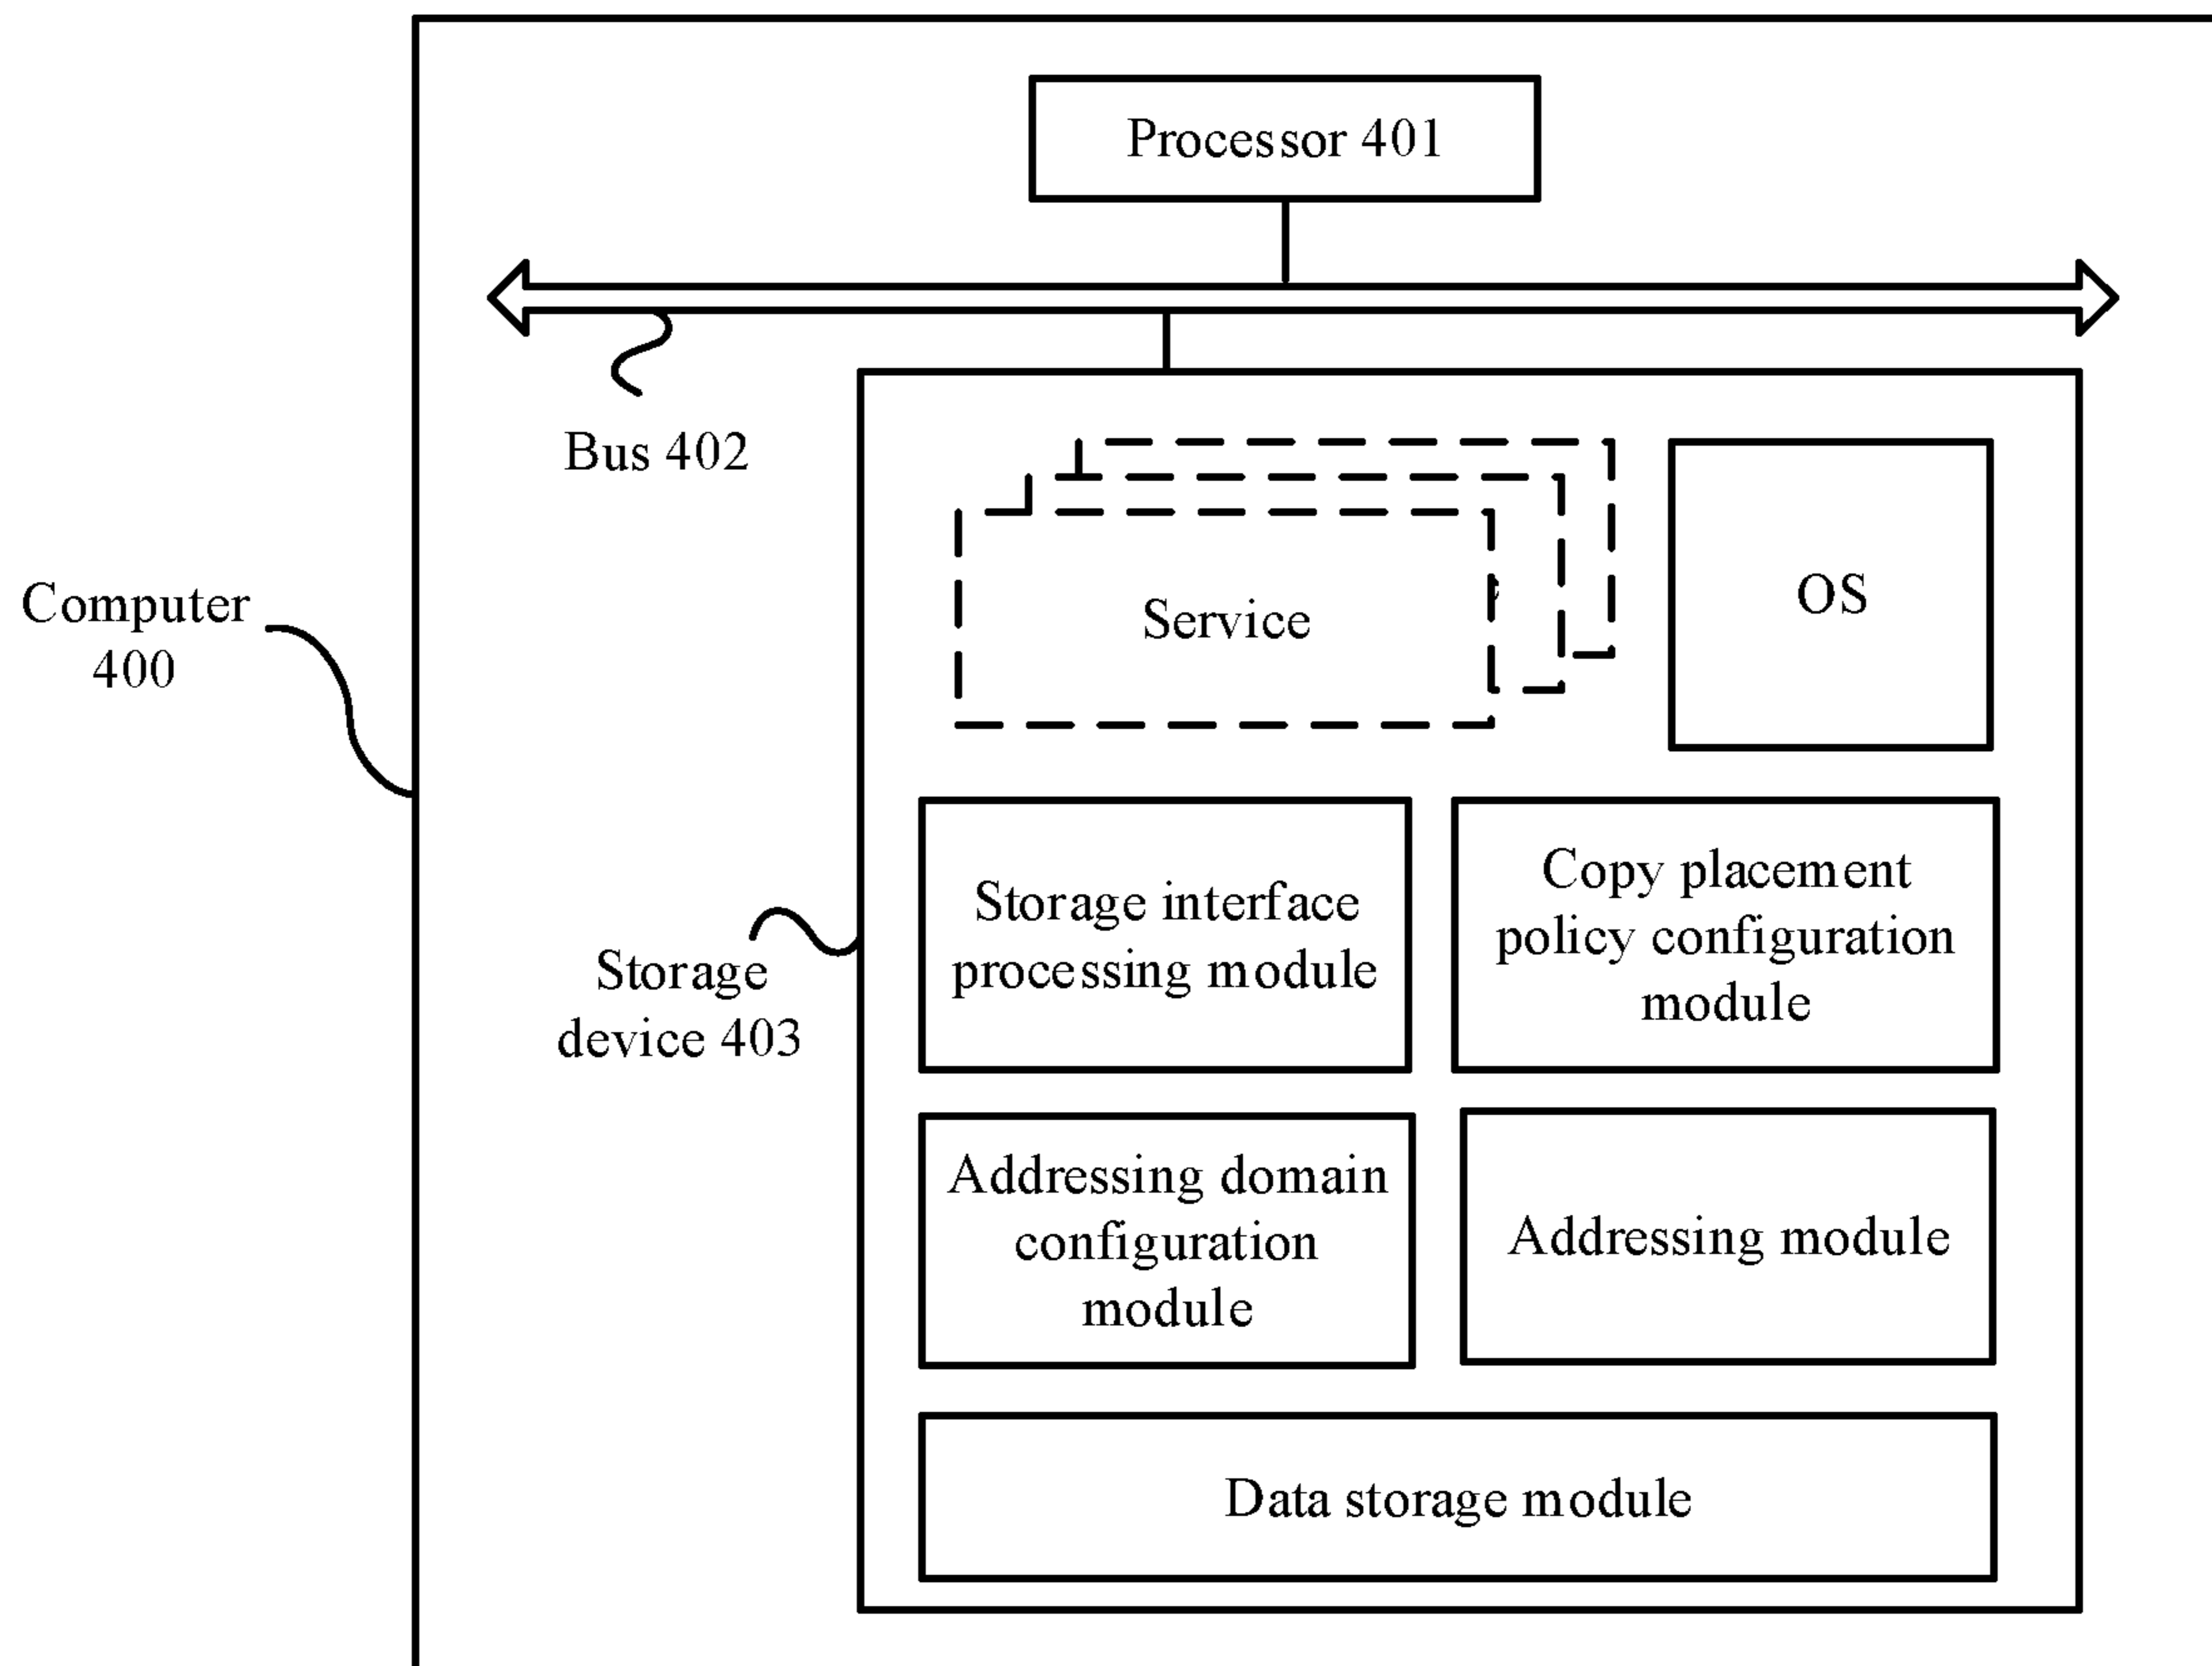 Processor 401
Bus 402
Computer
400
Service
OS
Storage interface
processing module
Copy placement
policy configuration
module
Storage
device 403
Addressing domain
configuration
module
Addressing module
Data storage module